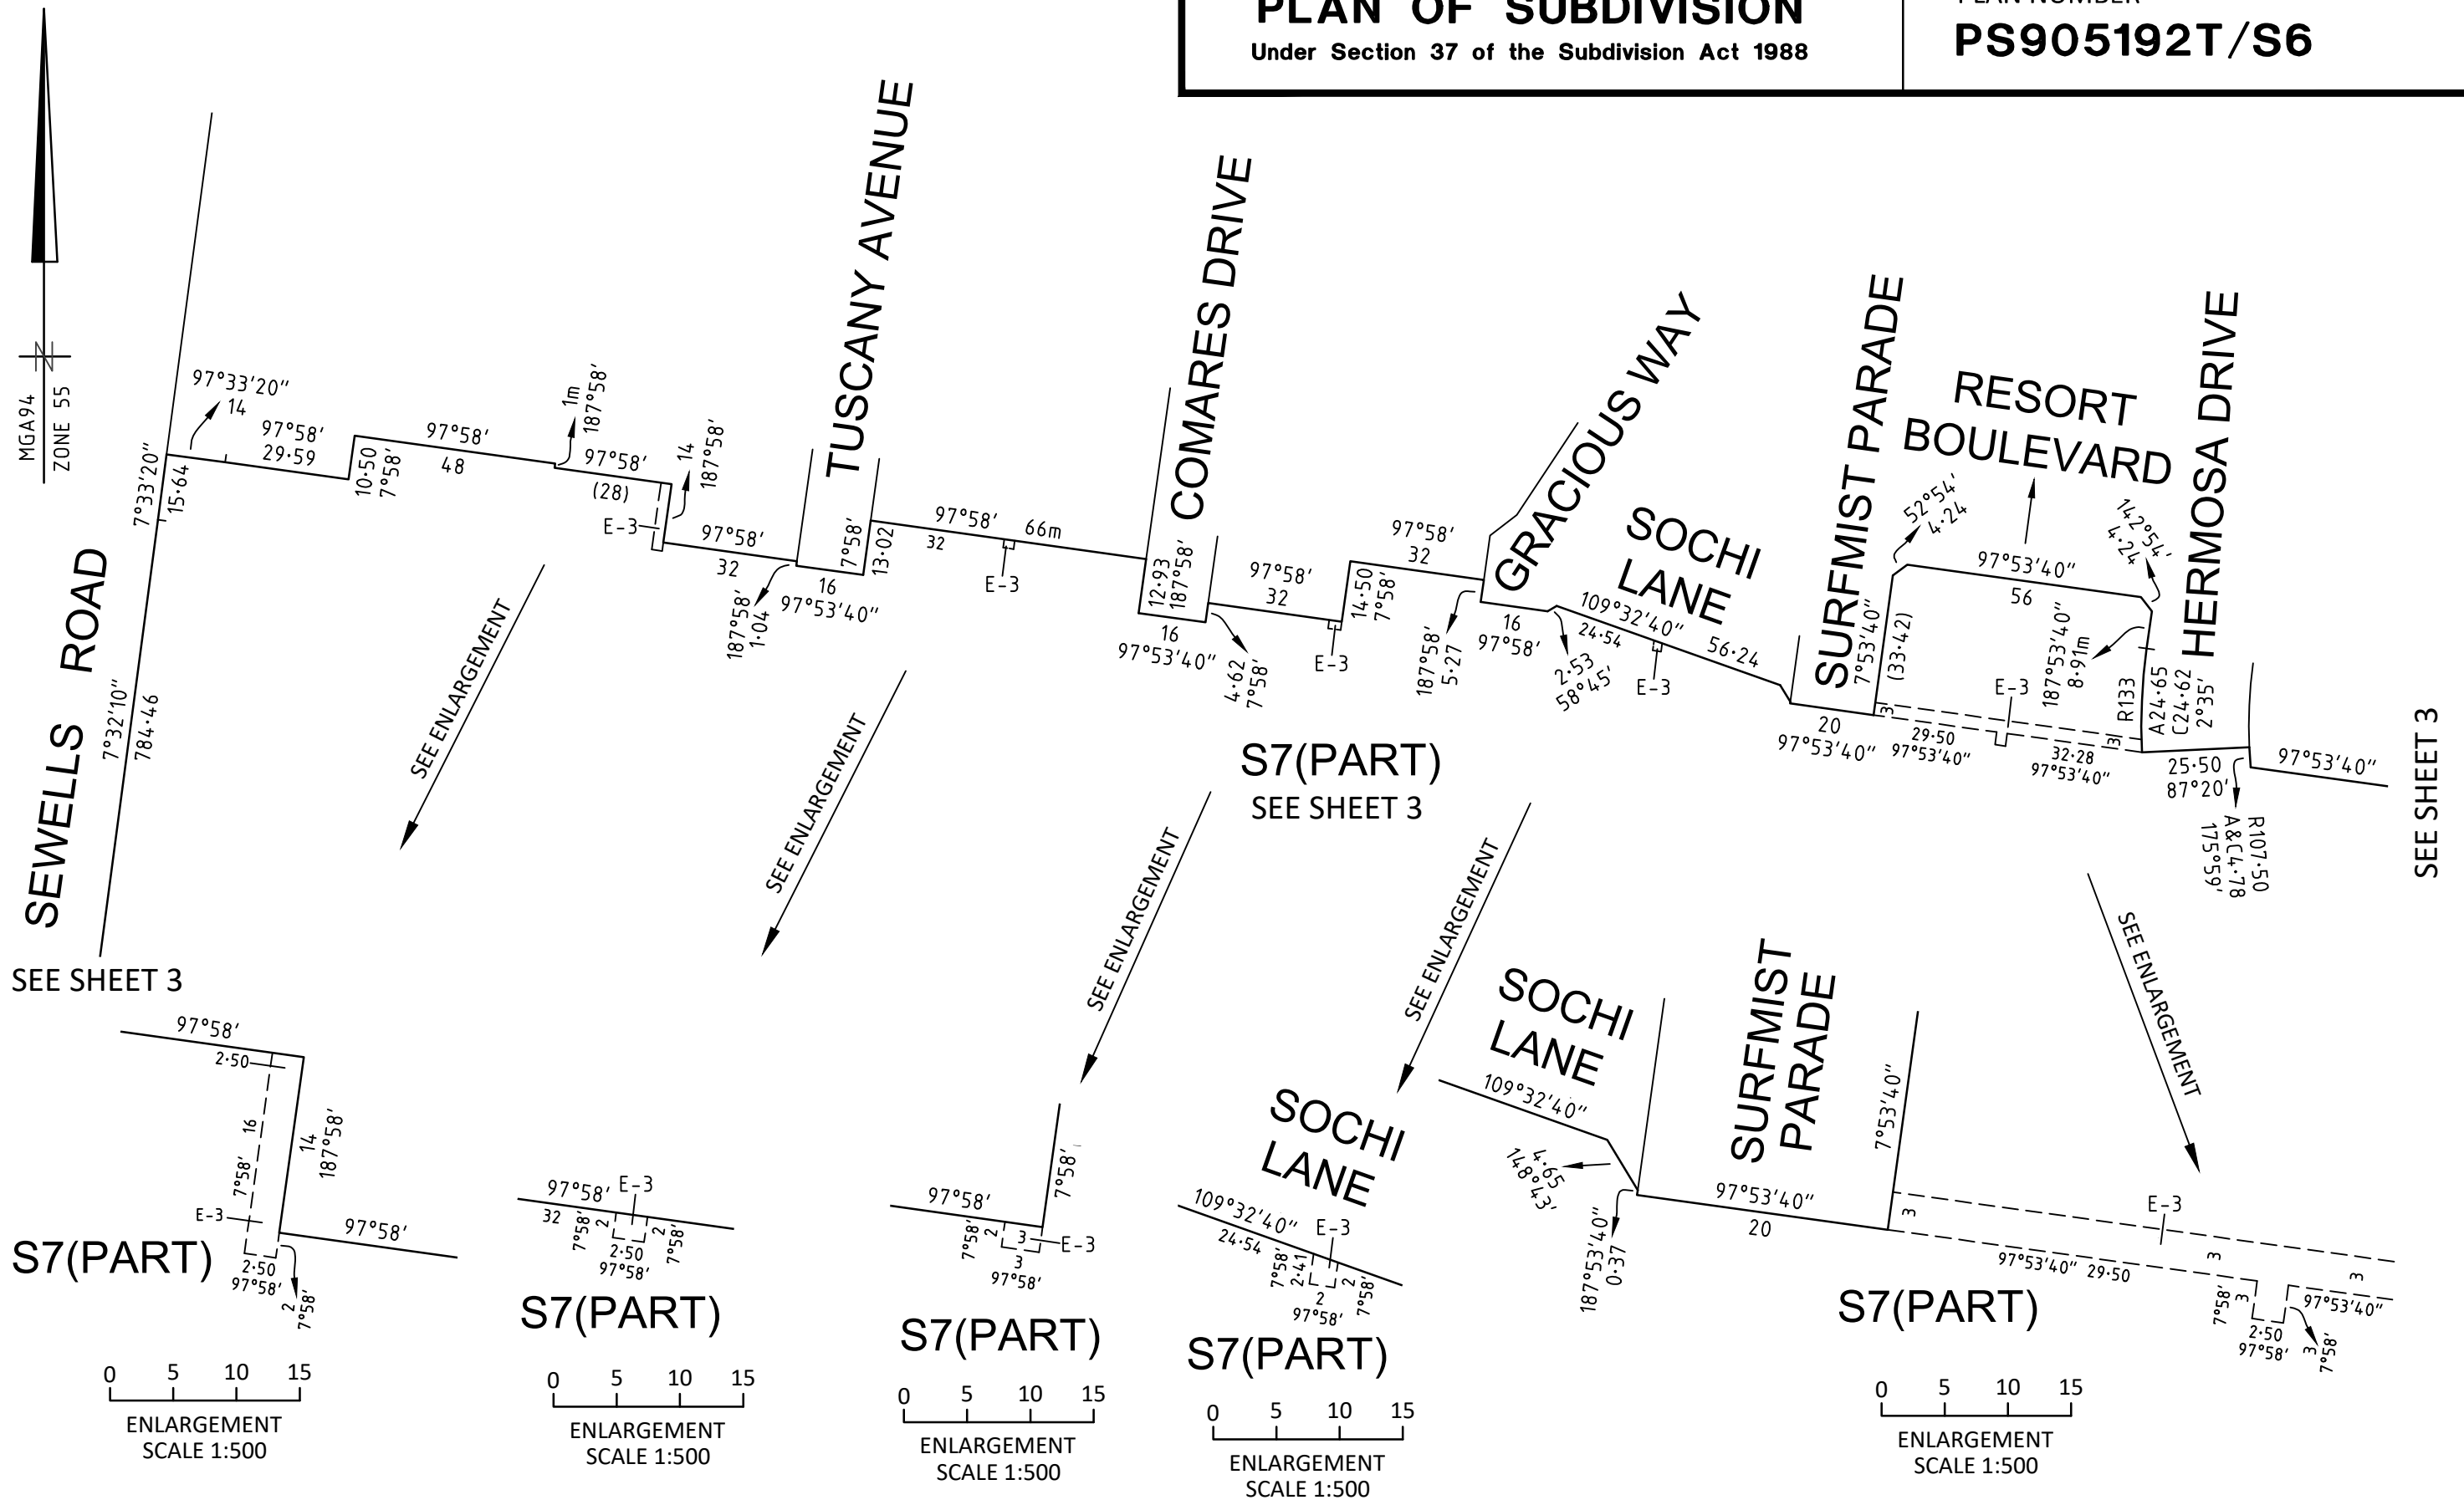 PLAN OF SUBDIVISION
Under Section 37 of the Subdivision Act 1988
PLAN NUMBER
PS905192T/S6
MGA94
ZONE 55
N
SEWELLS ROAD
7°33'20"
15·64
7°32'10"
784·46
SEE SHEET 3
97°33'20"
14
97°58'
29·59
10·50
7°58'
97°58'
48
1m
187°58'
97°58'
(28)
14
187°58'
E-3
97°58'
32
187°58'
1·04
TUSCANY AVENUE
16
97°53'40"
7°58'
13·02
97°58' 66m
32
E-3
COMARES DRIVE
12·93
187°58'
16
97°53'40"
4·62
7°58'
97°58'
32
E-3
14·50
7°58'
97°58'
32
187°58'
5·27
GRACIOUS WAY
16
97°58'
2·53
58°45'
SOCHI
LANE
109°32'40"
24·54
56·24
E-3
SURFMIST PARADE
20
97°53'40"
7°53'40"
(33·42)
52°54'
4·24
RESORT
BOULEVARD
97°53'40"
56
142°54'
4·24
HERMOSA DRIVE
187°53'40"
8·91m
R133
A24·65
C24·62
2°35'
E-3
3
29·50
97°53'40"
32·28
97°53'40"
3
25·50
87°20'
97°53'40"
R107·50
A&C4·78
175°59'
SEE SHEET 3
S7(PART)
SEE SHEET 3
SEE ENLARGEMENT
SEE ENLARGEMENT
SEE ENLARGEMENT
SEE ENLARGEMENT
SEE ENLARGEMENT
97°58'
2·50
16
7°58'
14
187°58'
E-3
97°58'
2·50
97°58'
2
7°58'
S7(PART)
0 5 10 15
ENLARGEMENT
SCALE 1:500
97°58'
E-3
32
7°58'
2
2·50
97°58'
2
7°58'
S7(PART)
0 5 10 15
ENLARGEMENT
SCALE 1:500
97°58'
7°58'
7°58'
2
3
E-3
3
97°58'
S7(PART)
0 5 10 15
ENLARGEMENT
SCALE 1:500
SOCHI
LANE
109°32'40"
24·54
E-3
7°58'
2·41
2
97°58'
2
7°58'
S7(PART)
0 5 10 15
ENLARGEMENT
SCALE 1:500
SOCHI
LANE
109°32'40"
4·65
148°43'
187°53'40"
0·37
SURFMIST
PARADE
97°53'40"
20
7°53'40"
3
E-3
97°53'40" 29·50
3
3
7°58'
3
2·50
97°58'
97°53'40"
3
7°58'
S7(PART)
0 5 10 15
ENLARGEMENT
SCALE 1:500